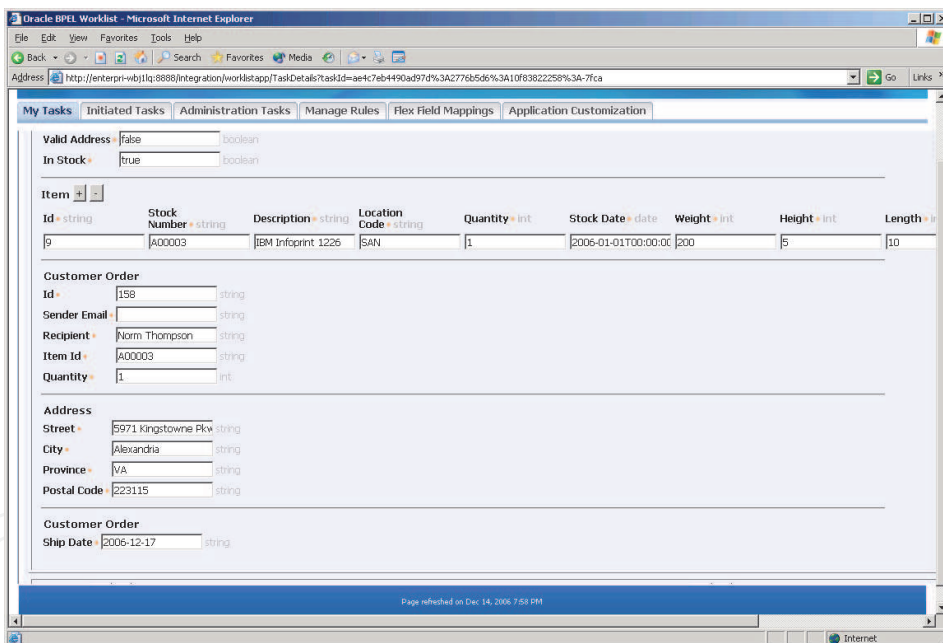 Oracle BPEL Worklist - Microsoft Internet Explorer
File Edit View Favorites Tools Help
Back Search Favorites Media
Address http://enterpri-wbj1lq:8888/integration/worklistapp/TaskDetails?taskId=ae4c7eb4490ad97d%3A2776b5d6%3A10f83822258%3A-7fca Go Links
My Tasks Initiated Tasks Administration Tasks Manage Rules Flex Field Mappings Application Customization
Valid Address * false boolean
In Stock * true boolean
Item + -
Id * string Stock Number * string Description * string Location Code * string Quantity * int Stock Date * date Weight * int Height * int Length *
9 A00003 IBM Infoprint 1226 SAN 1 2006-01-01T00:00:00 200 5 10
Customer Order
Id * 158 string
Sender Email * string
Recipient * Norm Thompson string
Item Id * A00003 string
Quantity * 1 int
Address
Street * 5971 Kingstowne Pkw string
City * Alexandria string
Province * VA string
Postal Code * 223115 string
Customer Order
Ship Date * 2006-12-17 string
Page refreshed on Dec 14, 2006 7:58 PM
Internet